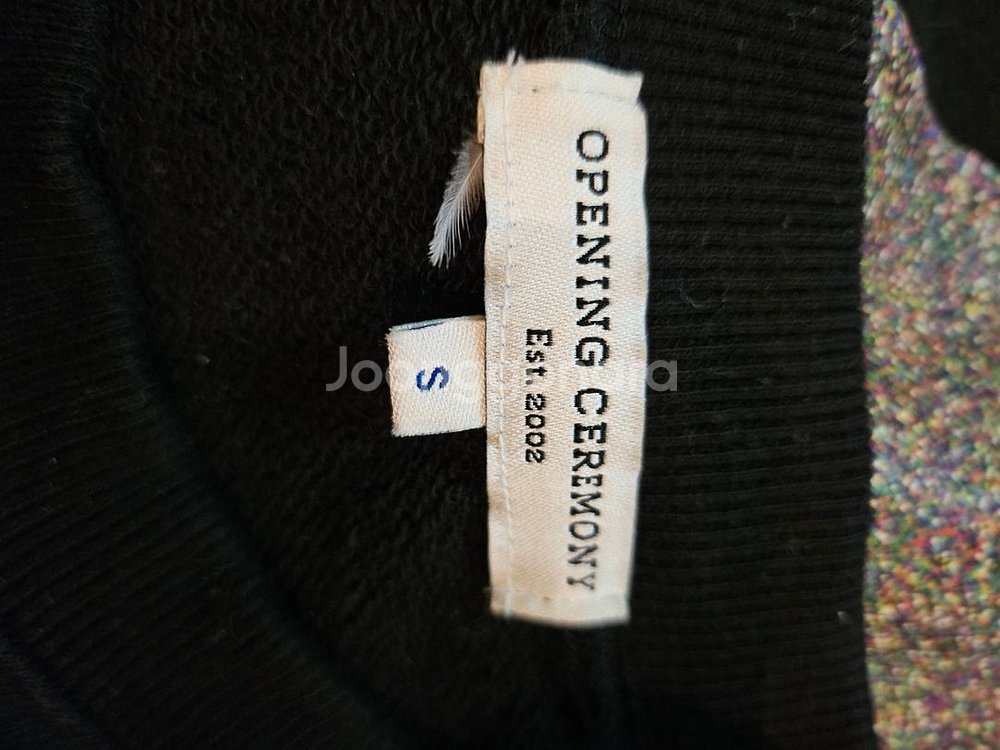 OPENING CEREMONY
Est. 2002
S